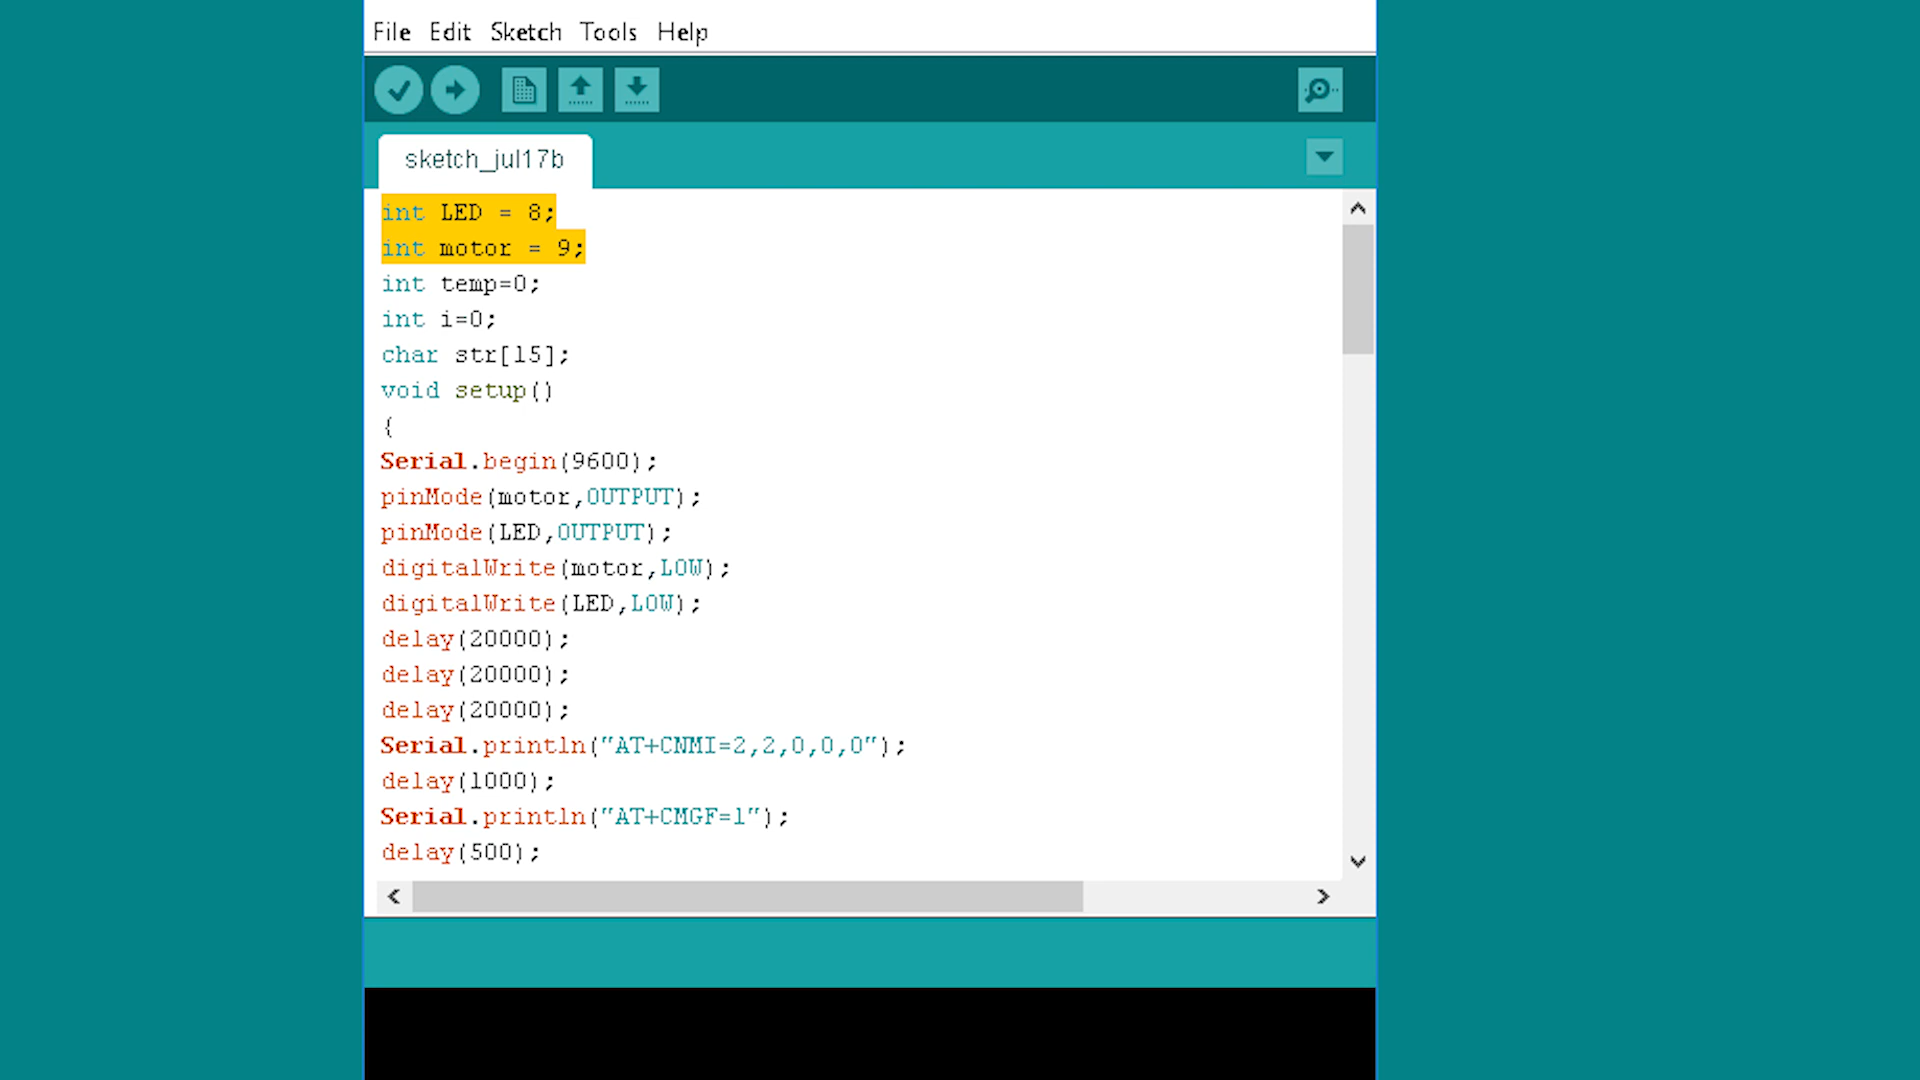 File Edit Sketch Tools Help
sketch_jul17b
int LED = 8;
int motor = 9;
int temp=0;
int i=0;
char str[15];
void setup()
{
Serial.begin(9600);
pinMode(motor,OUTPUT);
pinMode(LED,OUTPUT);
digitalWrite(motor,LOW);
digitalWrite(LED,LOW);
delay(20000);
delay(20000);
delay(20000);
Serial.println("AT+CNMI=2,2,0,0,0");
delay(1000);
Serial.println("AT+CMGF=1");
delay(500);